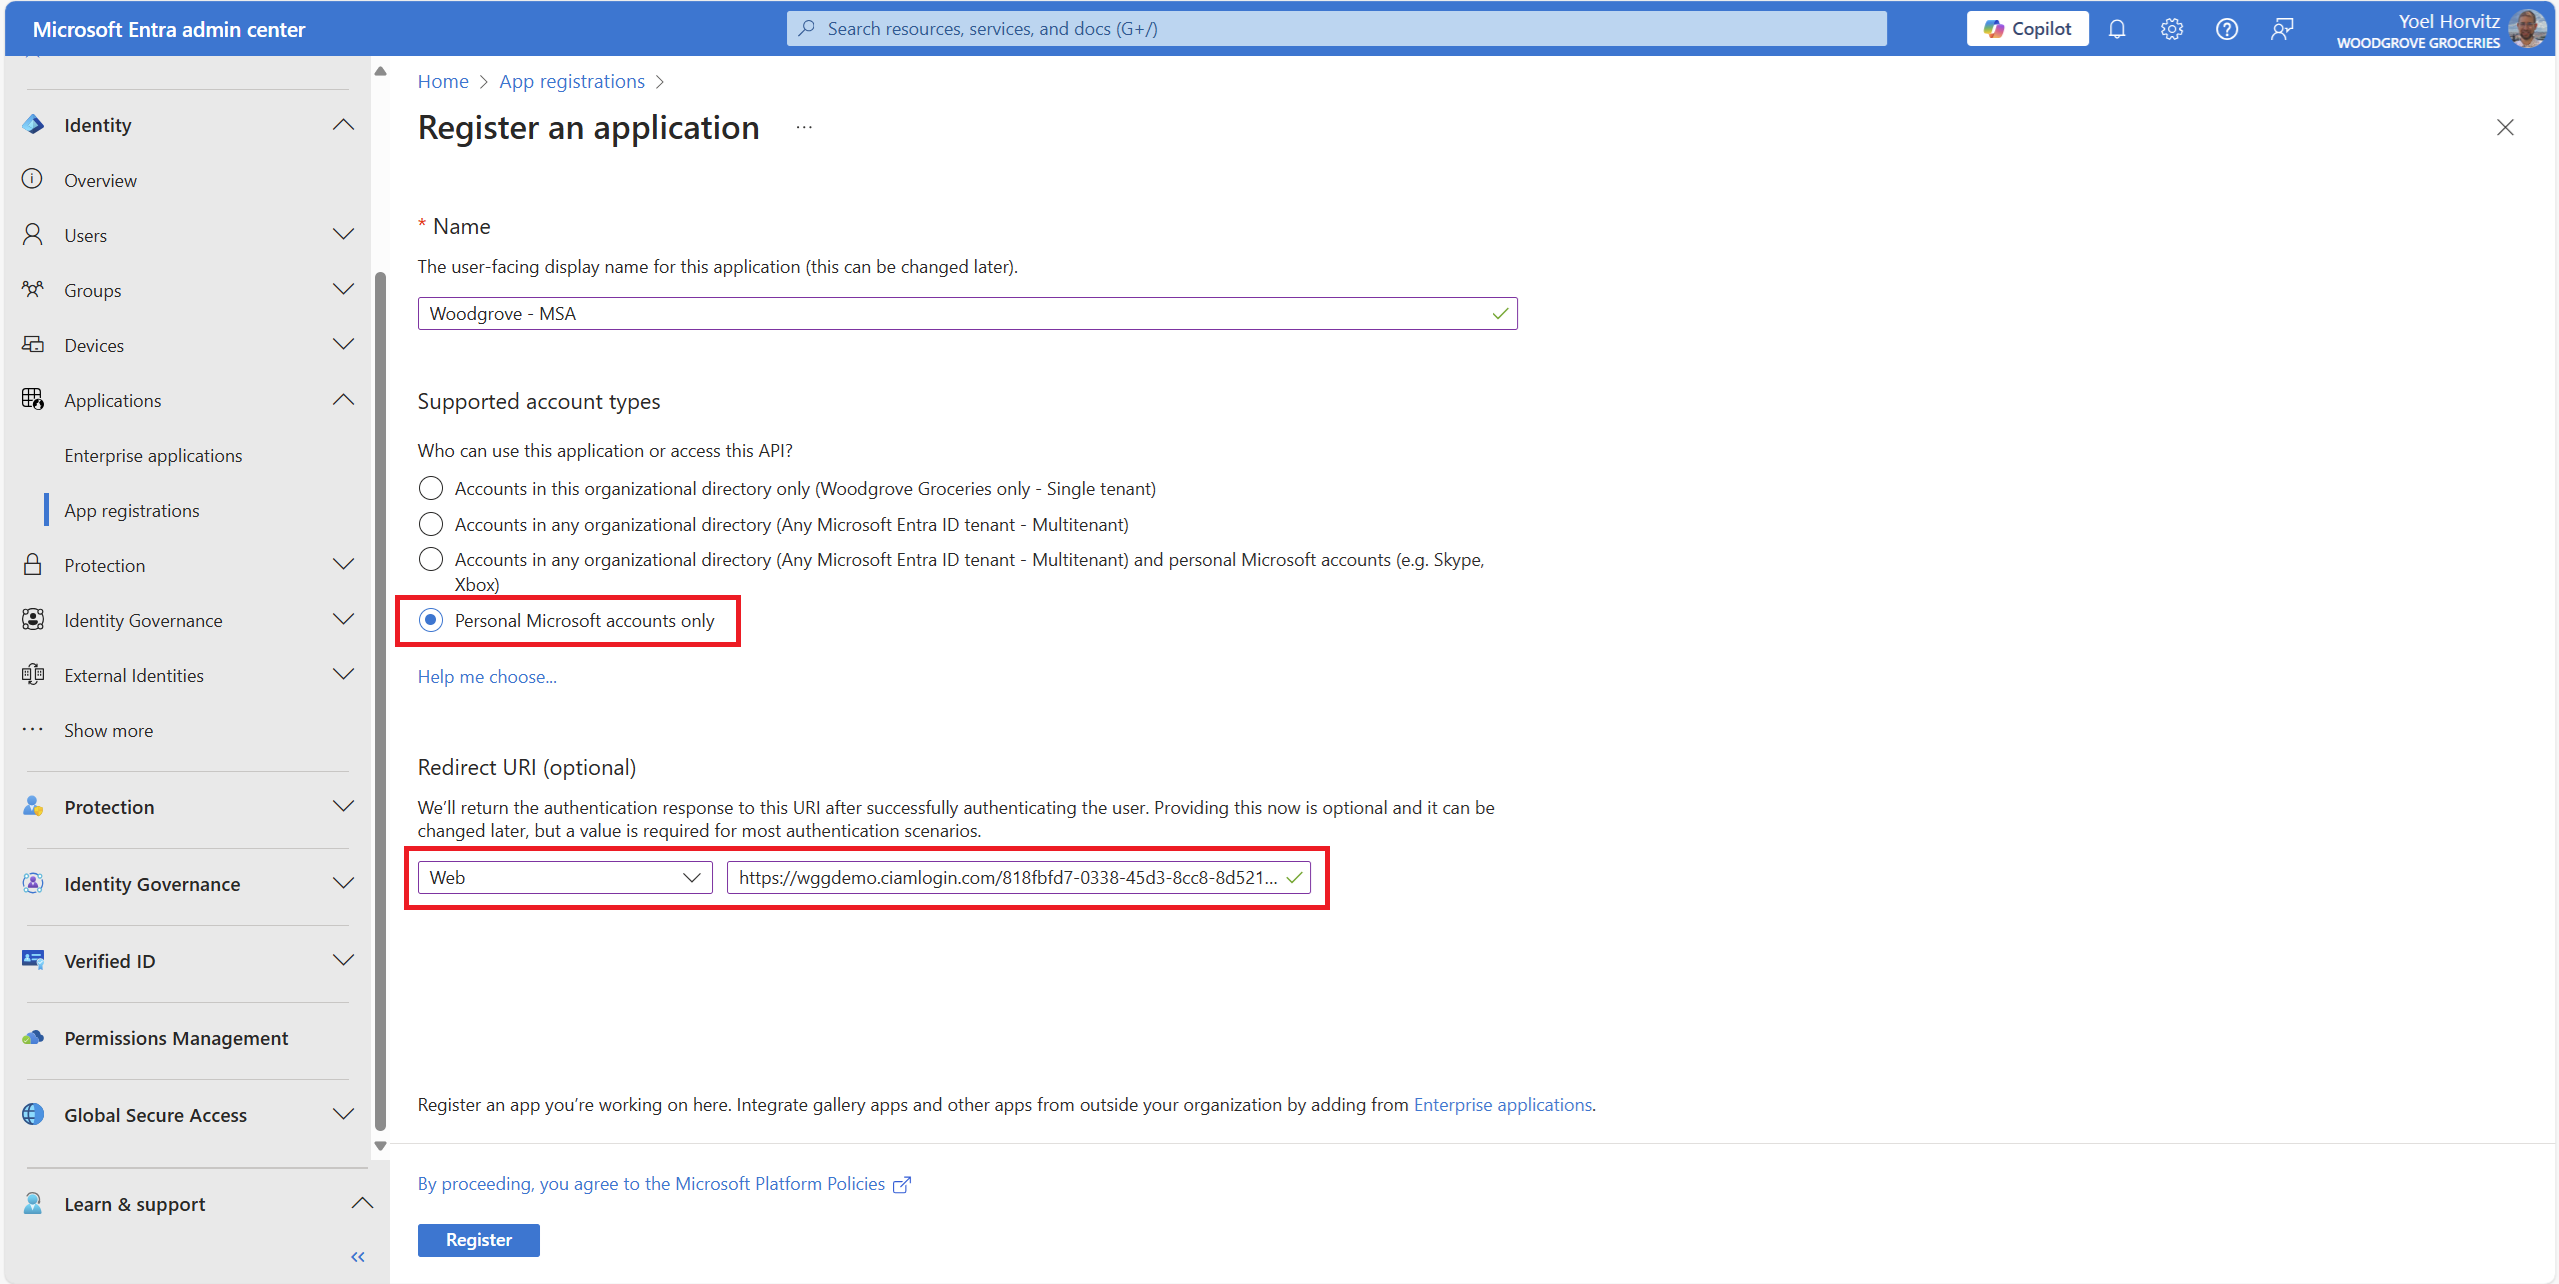 Microsoft Entra admin center
Search resources, services, and docs (G+/)
Copilot
Yoel Horvitz
WOODGROVE GROCERIES
Identity
Overview
Users
Groups
Devices
Applications
Enterprise applications
App registrations
Protection
Identity Governance
External Identities
Show more
Protection
Identity Governance
Verified ID
Permissions Management
Global Secure Access
Learn & support
Home > App registrations >
Register an application ...
* Name
The user-facing display name for this application (this can be changed later).
Woodgrove - MSA
Supported account types
Who can use this application or access this API?
Accounts in this organizational directory only (Woodgrove Groceries only - Single tenant)
Accounts in any organizational directory (Any Microsoft Entra ID tenant - Multitenant)
Accounts in any organizational directory (Any Microsoft Entra ID tenant - Multitenant) and personal Microsoft accounts (e.g. Skype,
Xbox)
Personal Microsoft accounts only
Help me choose...
Redirect URI (optional)
We'll return the authentication response to this URI after successfully authenticating the user. Providing this now is optional and it can be
changed later, but a value is required for most authentication scenarios.
Web
https://wggdemo.ciamlogin.com/818fbfd7-0338-45d3-8cc8-8d521...
Register an app you're working on here. Integrate gallery apps and other apps from outside your organization by adding from Enterprise applications.
By proceeding, you agree to the Microsoft Platform Policies
Register